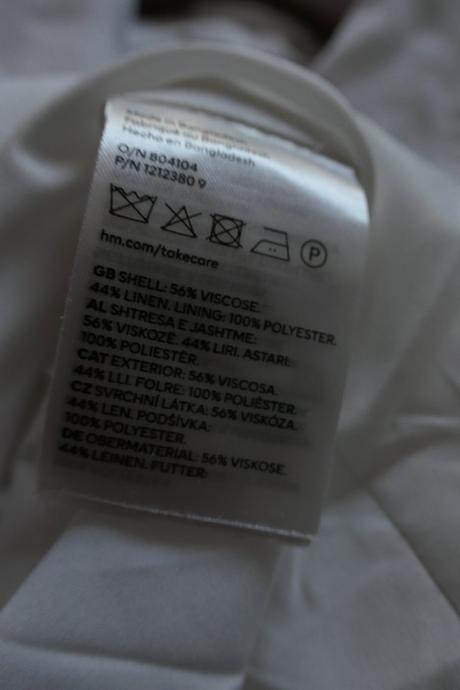 Made in Bangladesh
Fabriqué au Bangladesh
Hecho en Bangladesh
O/N 804104
P/N 1212380 9
P
hm.com/takecare
GB SHELL: 56% VISCOSE.
44% LINEN. LINING: 100% POLYESTER.
AL SHTRESA E JASHTME:
56% VISKOZË. 44% LIRI. ASTARI:
100% POLIESTËR.
CAT EXTERIOR: 56% VISCOSA.
44% LLI. FOLRE: 100% POLIÈSTER.
CZ SVRCHNÍ LÁTKA: 56% VISKÓZA.
44% LEN. PODŠÍVKA:
100% POLYESTER.
DE OBERMATERIAL: 56% VISKOSE.
44% LEINEN. FUTTER: